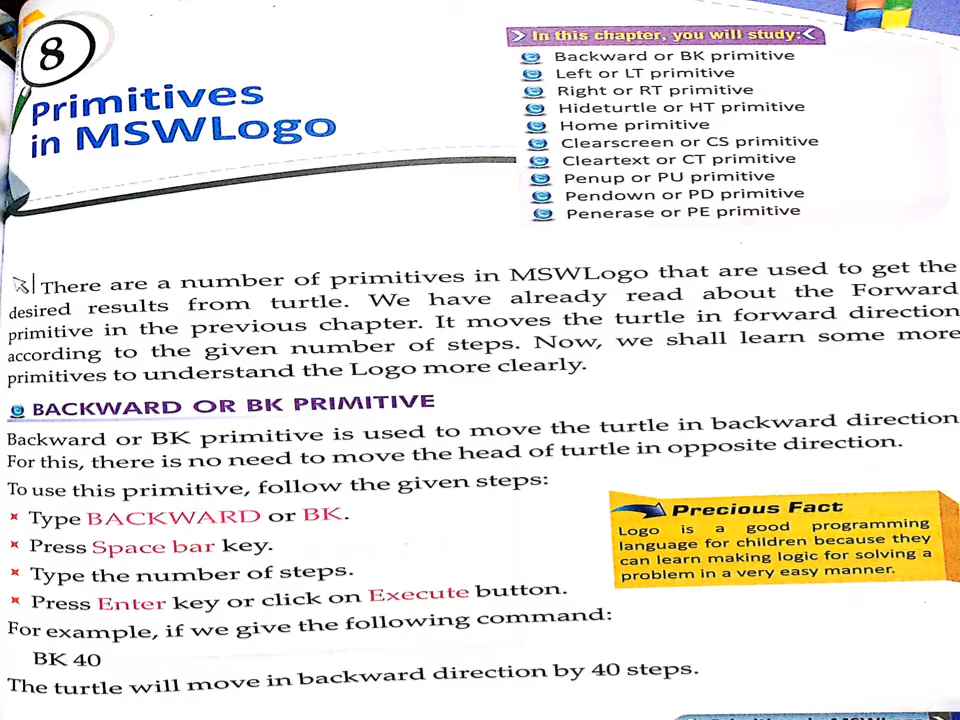 8
Primitives
in MSWLogo
In this chapter, you will study:
Backward or BK primitive
Left or LT primitive
Right or RT primitive
Hideturtle or HT primitive
Home primitive
Clearscreen or CS primitive
Cleartext or CT primitive
Penup or PU primitive
Pendown or PD primitive
Penerase or PE primitive
There are a number of primitives in MSWLogo that are used to get the
desired results from turtle. We have already read about the Forward
primitive in the previous chapter. It moves the turtle in forward direction
according to the given number of steps. Now, we shall learn some more
primitives to understand the Logo more clearly.
BACKWARD OR BK PRIMITIVE
Backward or BK primitive is used to move the turtle in backward direction
For this, there is no need to move the head of turtle in opposite direction.
To use this primitive, follow the given steps:
Type BACKWARD or BK.
Press Space bar key.
Type the number of steps.
Press Enter key or click on Execute button.
For example, if we give the following command:
BK 40
The turtle will move in backward direction by 40 steps.
Precious Fact
Logo is a good programming
language for children because they
can learn making logic for solving a
problem in a very easy manner.